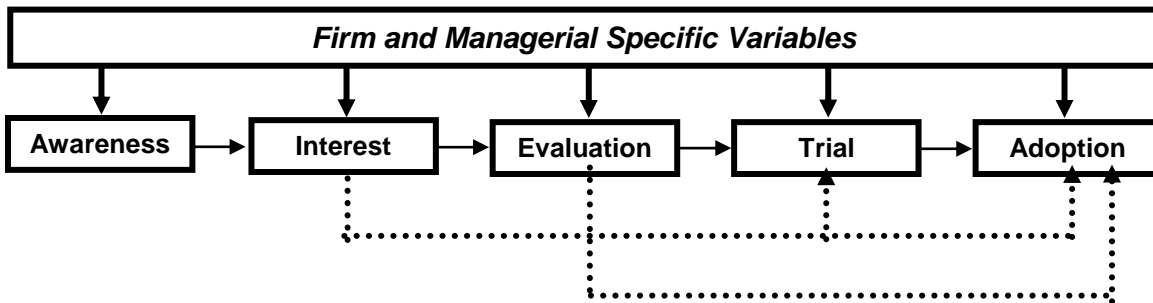 Firm and Managerial Specific Variables
Awareness Interest Evaluation Trial Adoption